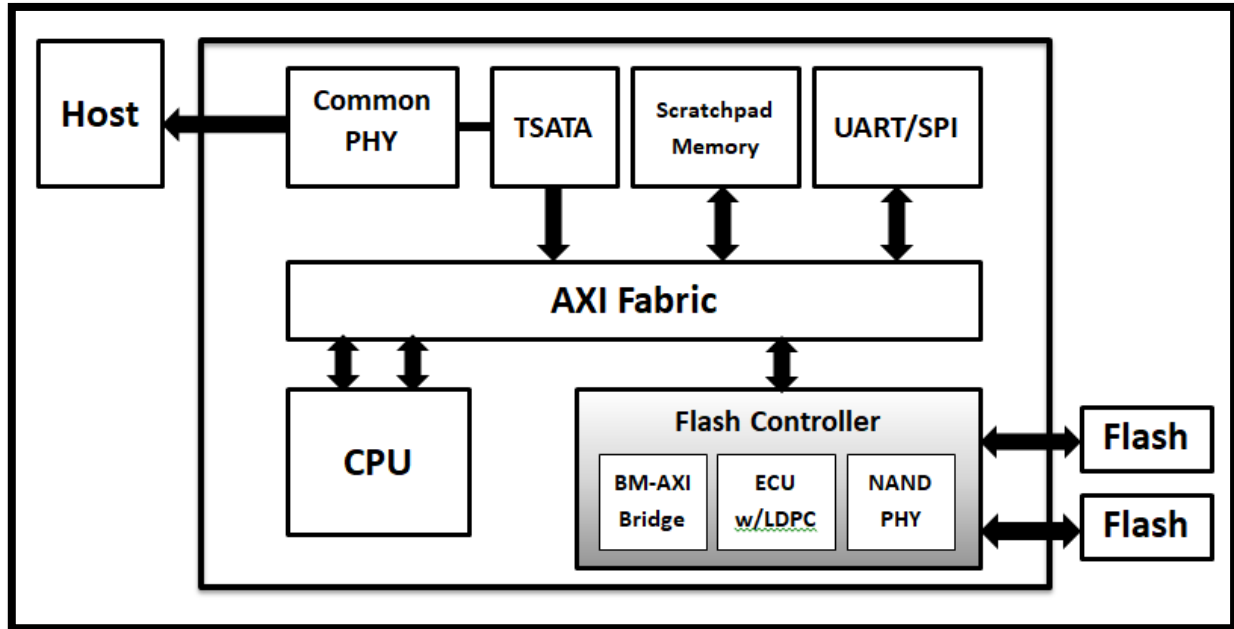 Host
Common
PHY
TSATA
Scratchpad
Memory
UART/SPI
AXI Fabric
CPU
Flash Controller
BM-AXI
Bridge
ECU
w/LDPC
NAND
PHY
Flash
Flash